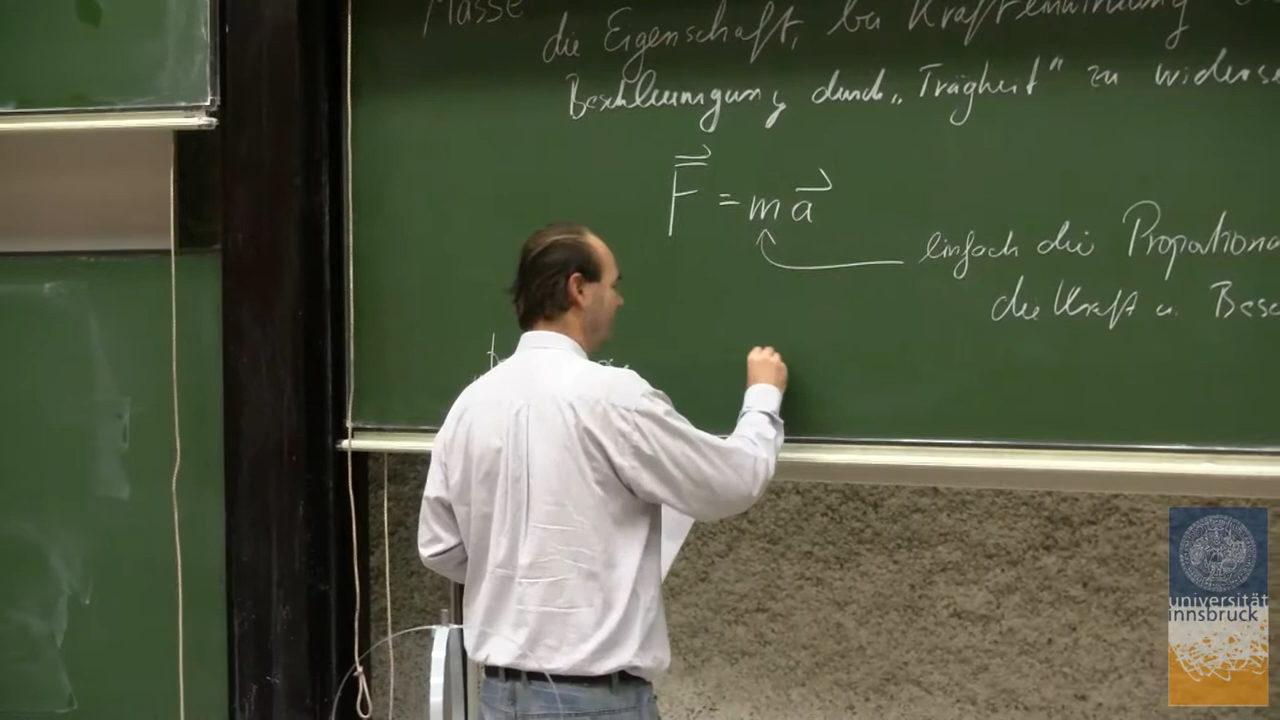 Masse
die Eigenschaft, bei Krafteinwirkung
Beschleunigung durch „Trägheit" zu widers
F = m a
einfach die Proportiona
die Kraft u. Besc
universität
innsbruck